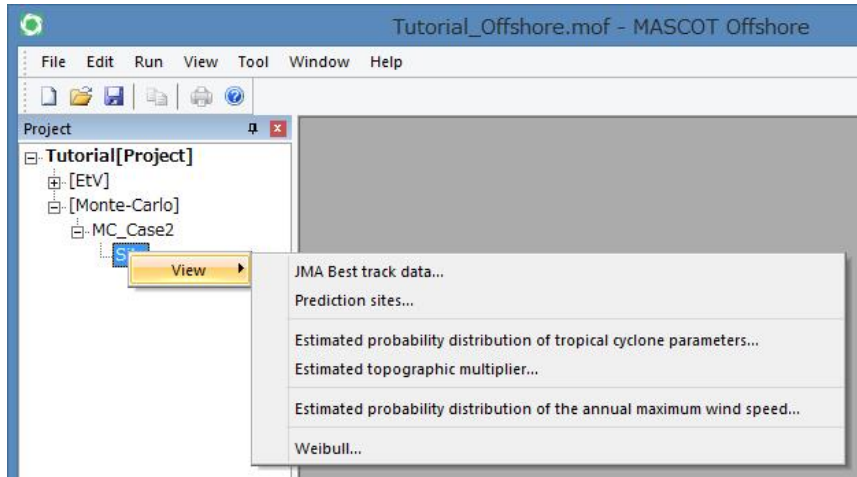 Tutorial_Offshore.mof - MASCOT Offshore
File Edit Run View Tool Window Help
Project
Tutorial[Project]
[EtV]
[Monte-Carlo]
MC_Case2
View
JMA Best track data...
Prediction sites...
Estimated probability distribution of tropical cyclone parameters...
Estimated topographic multiplier...
Estimated probability distribution of the annual maximum wind speed...
Weibull...